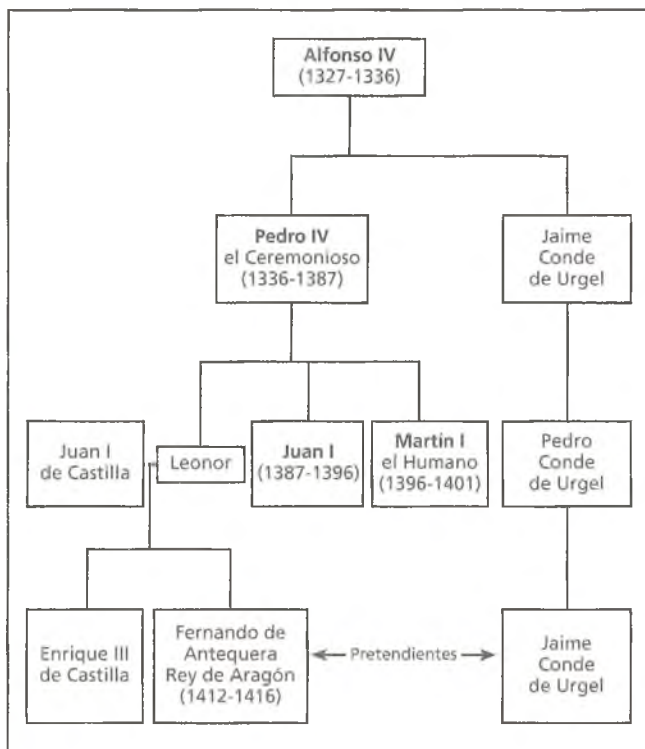 Alfonso IV
(1327-1336)
Pedro IV
el Ceremonioso
(1336-1387)
Jaime
Conde
de Urgel
Juan I
de Castilla
Leonor
Juan I
(1387-1396)
Martín I
el Humano
(1396-1401)
Pedro
Conde
de Urgel
Enrique III
de Castilla
Fernando de
Antequera
Rey de Aragón
(1412-1416)
Pretendientes
Jaime
Conde
de Urgel